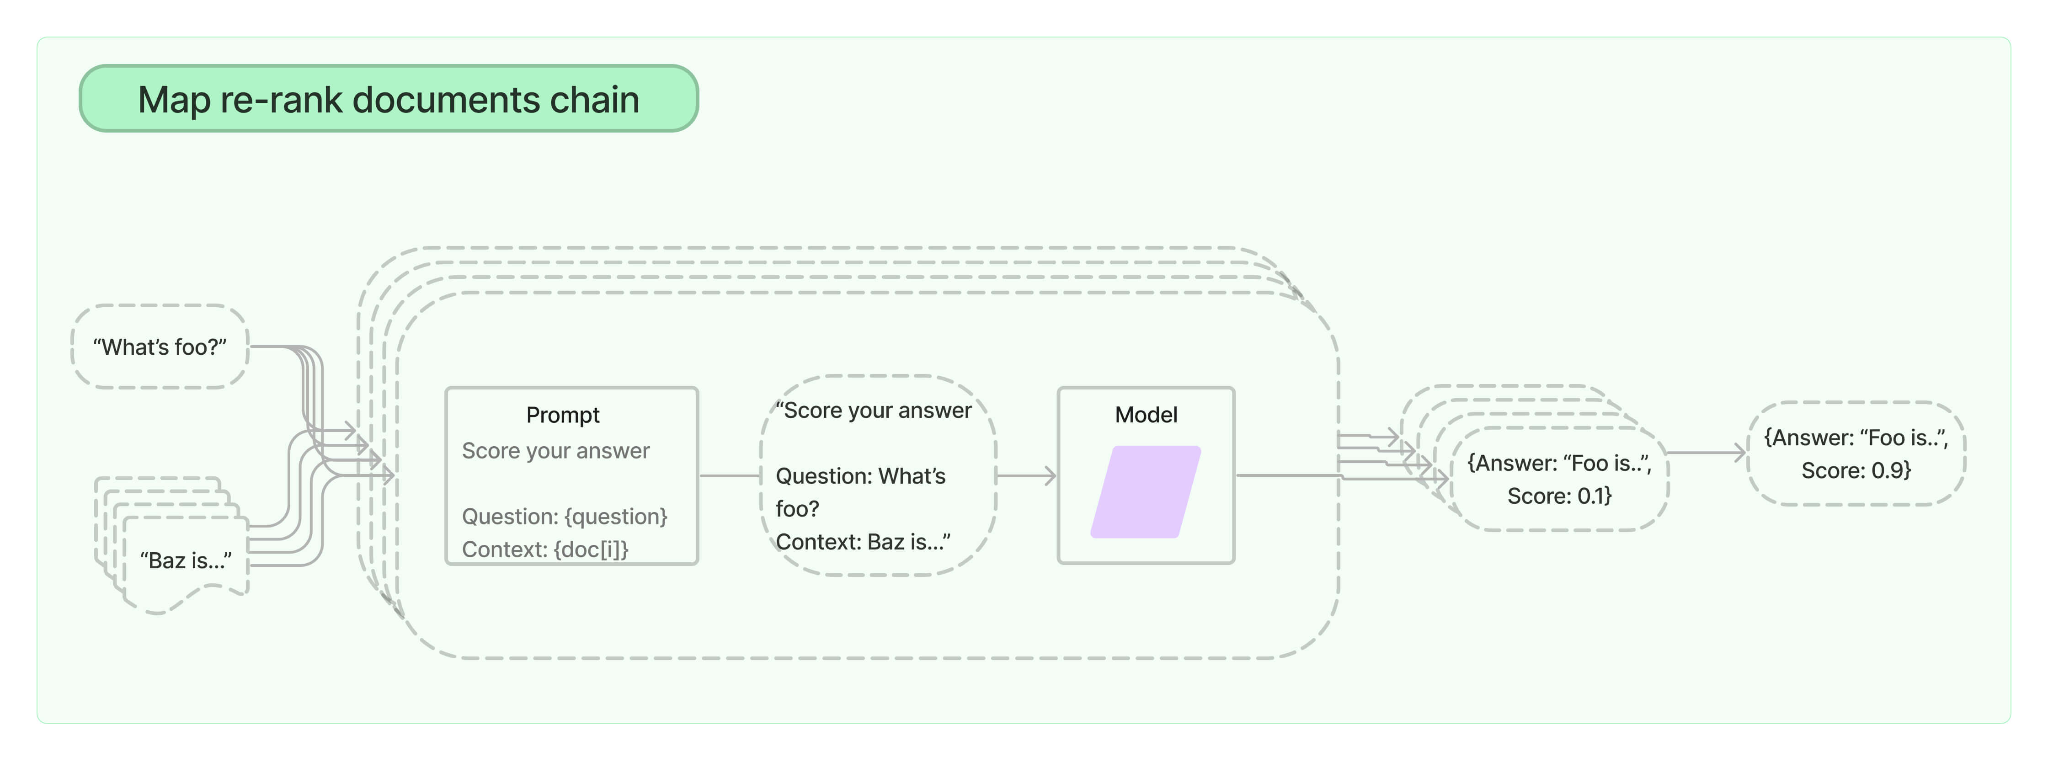 Map re-rank documents chain
“What’s foo?”
“Baz is...”
Prompt
Score your answer
Question: {question}
Context: {doc[i]}
“Score your answer
Question: What’s
foo?
Context: Baz is...”
Model
{Answer: “Foo is..”,
Score: 0.1}
{Answer: “Foo is..”,
Score: 0.9}